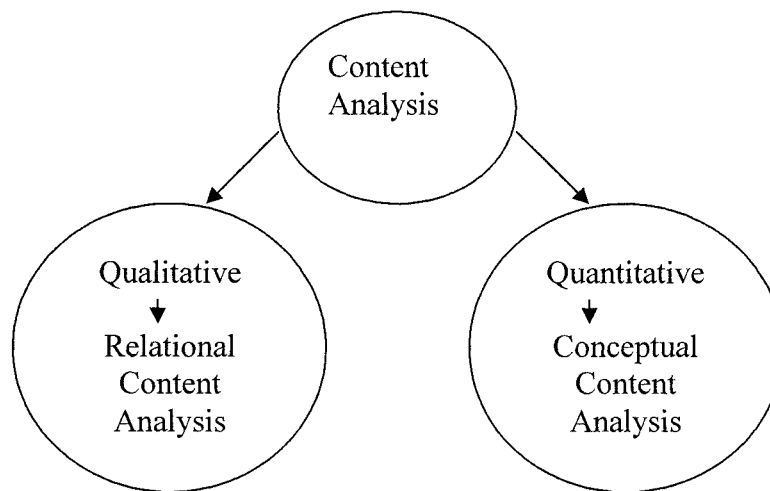 Content
Analysis
Qualitative
Relational
Content
Analysis
Quantitative
Conceptual
Content
Analysis